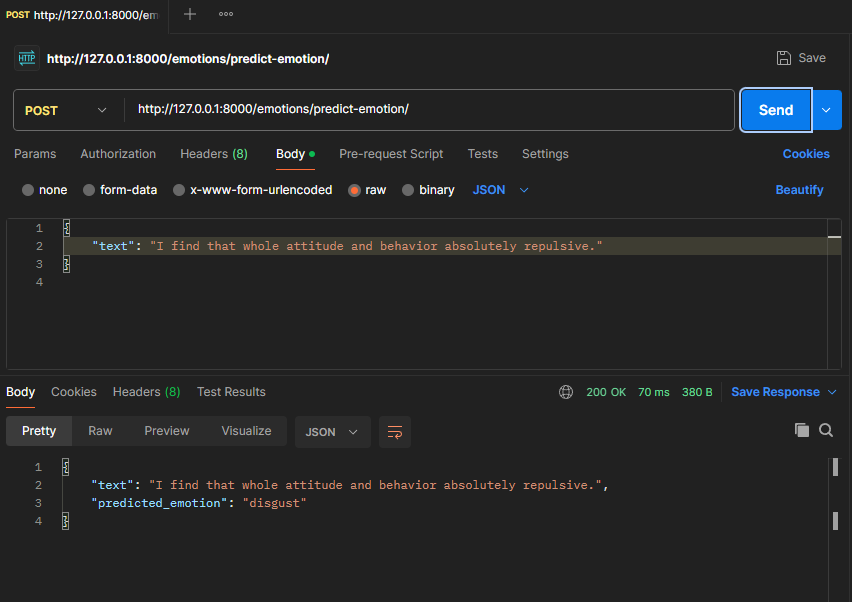 POST http://127.0.0.1:8000/em
HTTP http://127.0.0.1:8000/emotions/predict-emotion/ Save
POST http://127.0.0.1:8000/emotions/predict-emotion/ Send
Params Authorization Headers (8) Body Pre-request Script Tests Settings Cookies
none form-data x-www-form-urlencoded raw binary JSON Beautify
1 {
2 "text": "I find that whole attitude and behavior absolutely repulsive."
3 }
4
Body Cookies Headers (8) Test Results 200 OK 70 ms 380 B Save Response
Pretty Raw Preview Visualize JSON
1 {
2 "text": "I find that whole attitude and behavior absolutely repulsive.",
3 "predicted_emotion": "disgust"
4 }